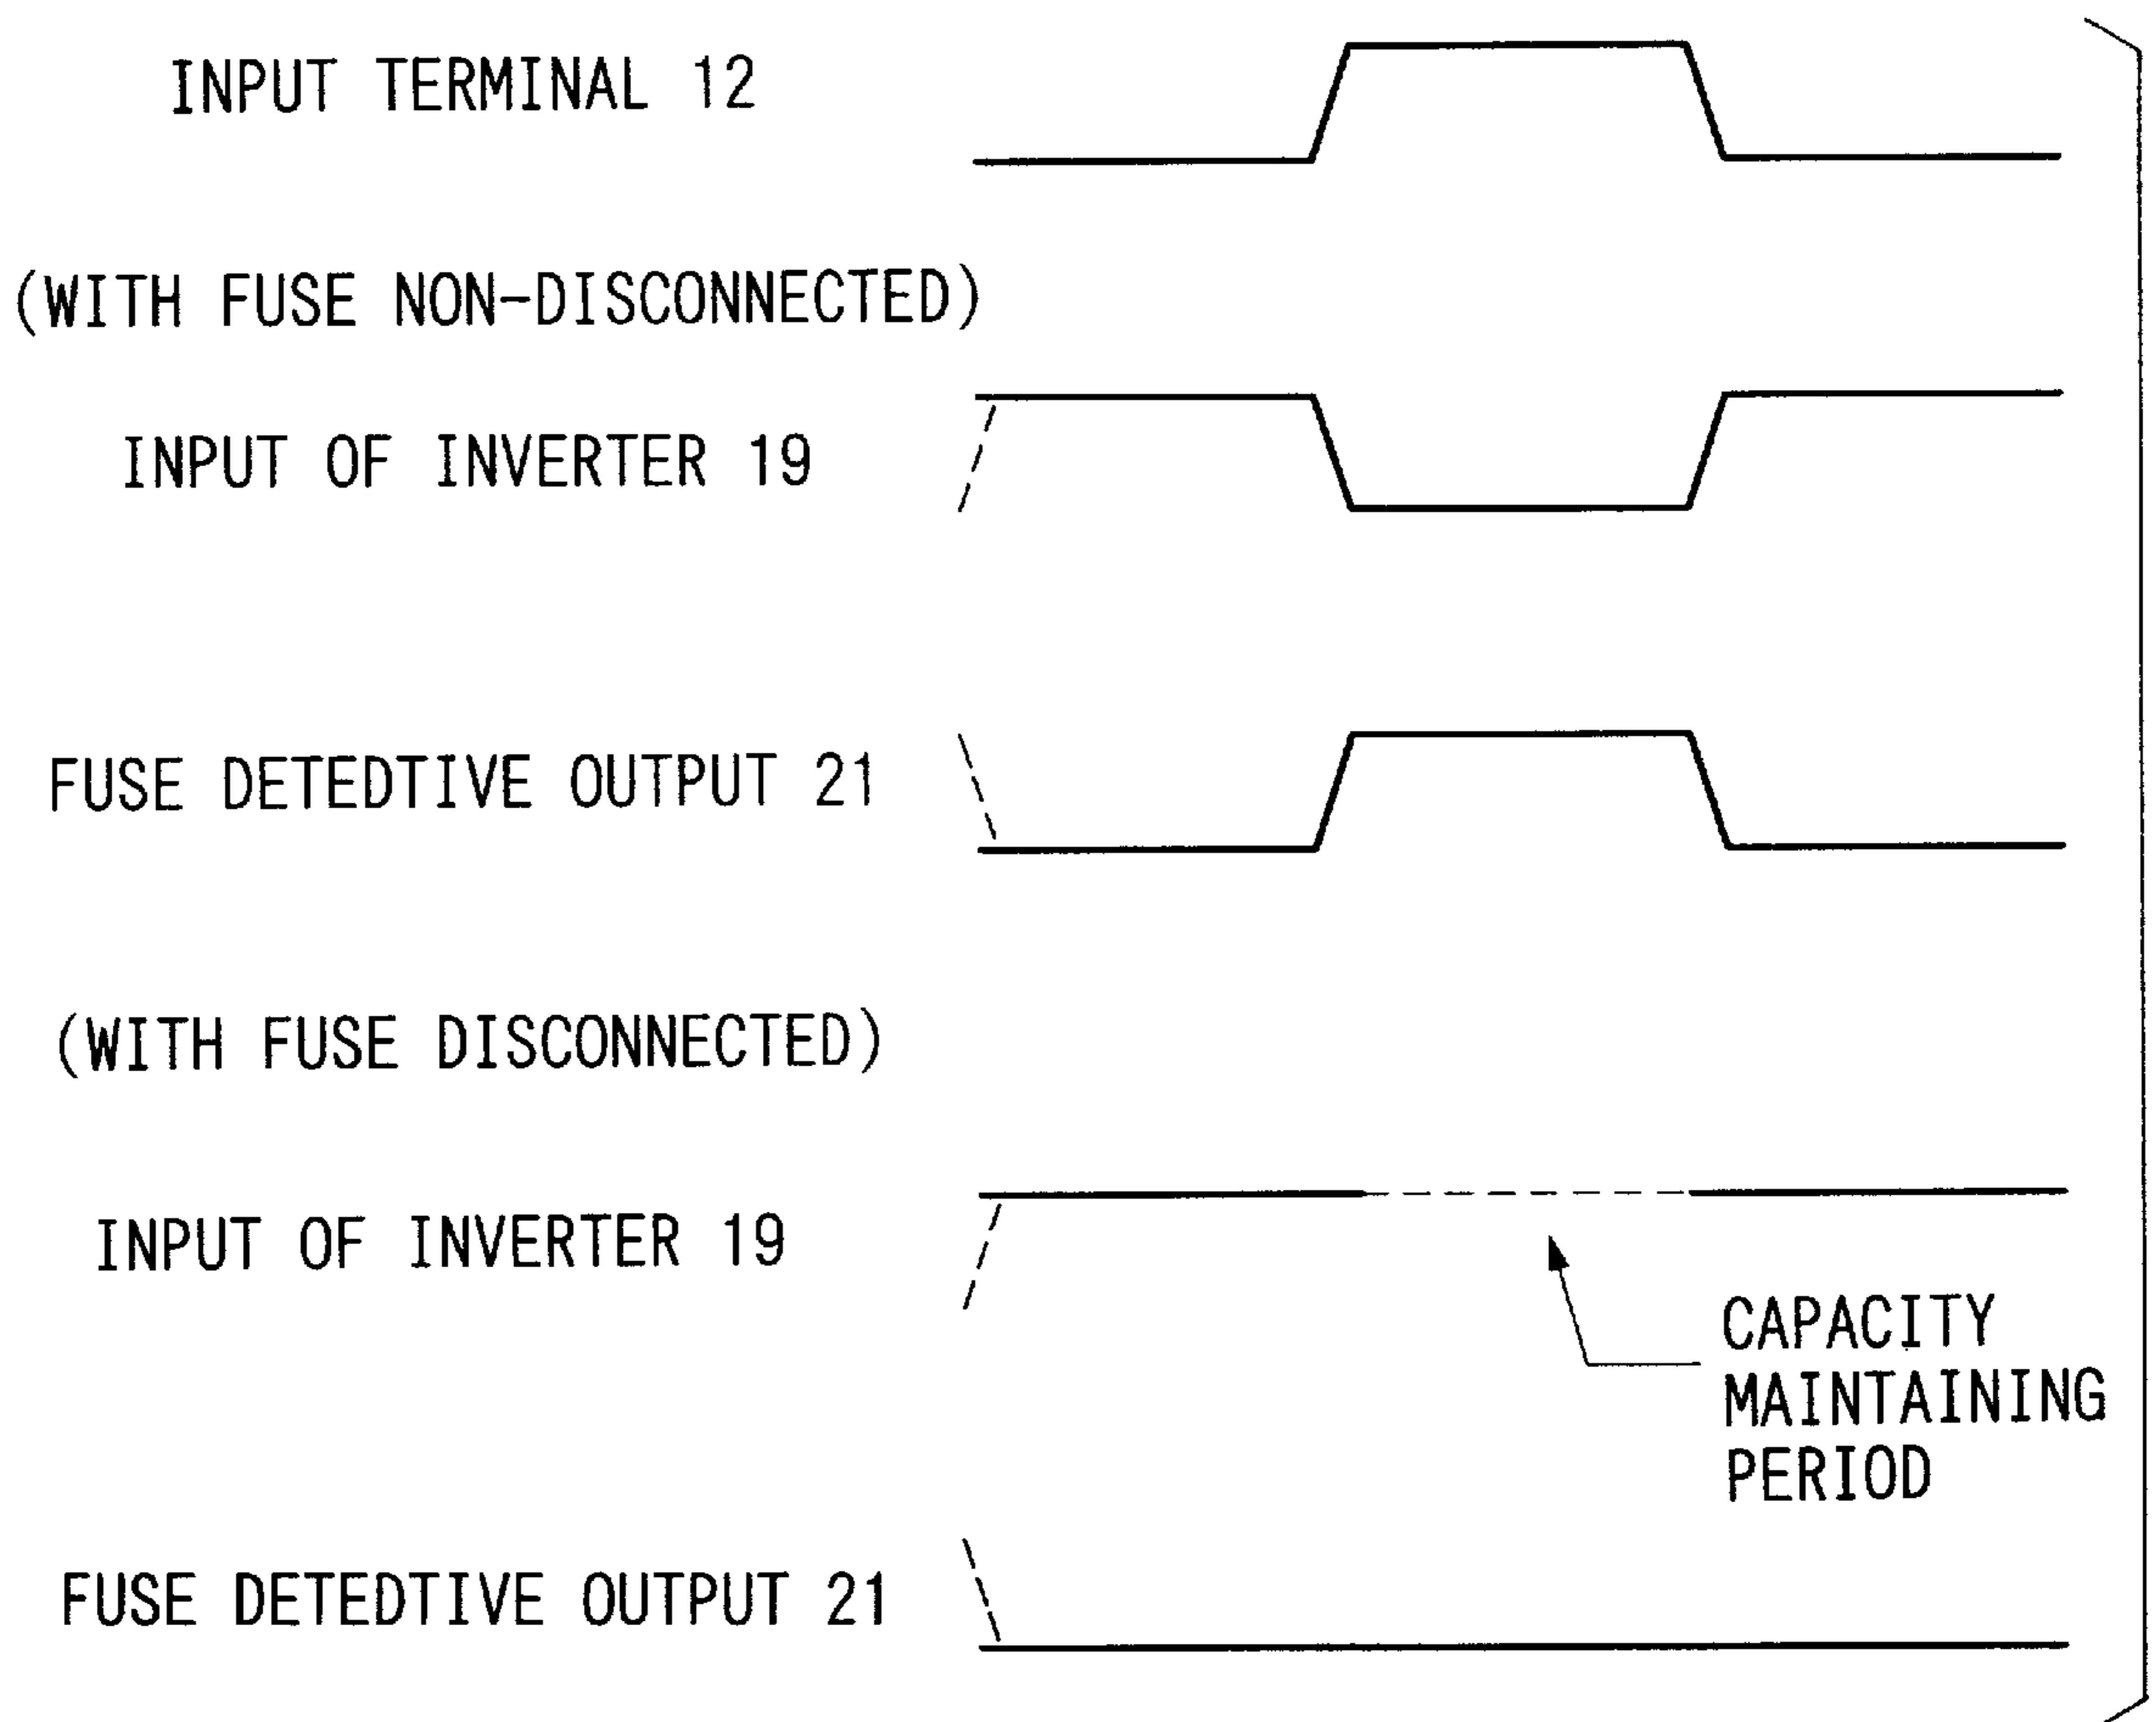 INPUT TERMINAL 12
(WITH FUSE NON-DISCONNECTED)
INPUT OF INVERTER 19
FUSE DETEDTIVE OUTPUT 21
(WITH FUSE DISCONNECTED)
INPUT OF INVERTER 19
CAPACITY
MAINTAINING
PERIOD
FUSE DETEDTIVE OUTPUT 21